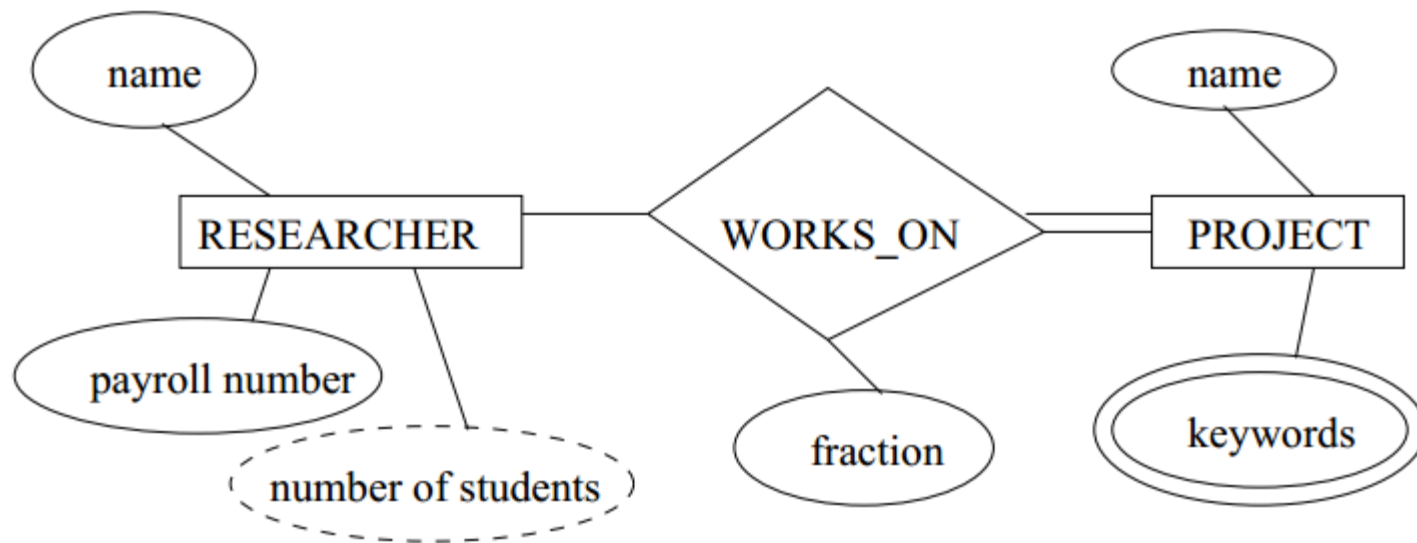 name
name
RESEARCHER
WORKS_ON
PROJECT
payroll number
number of students
fraction
keywords